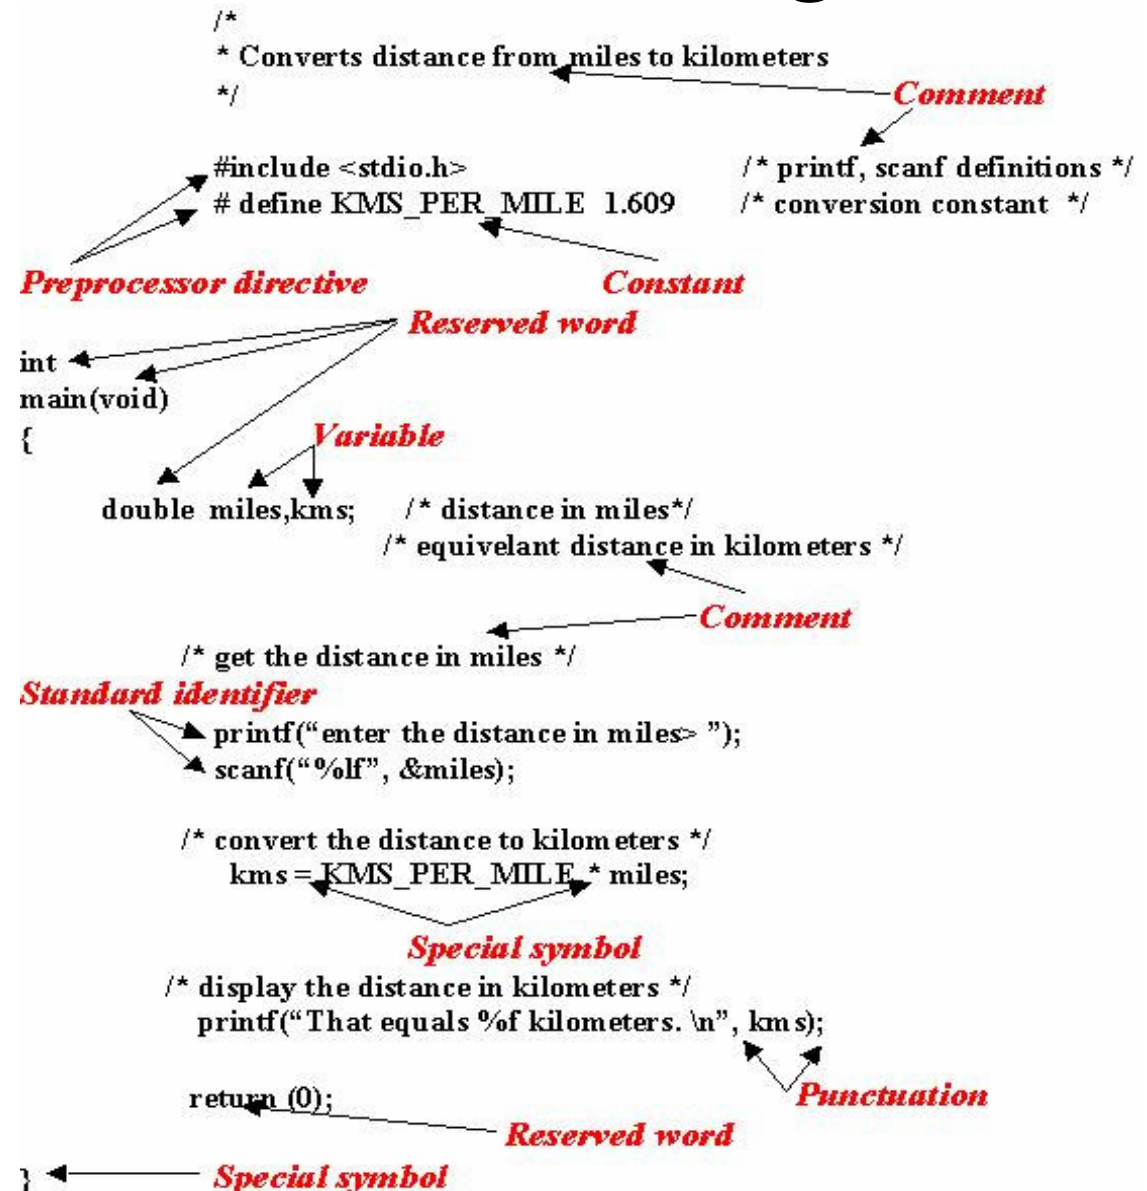 /*
* Converts distance from miles to kilometers
*/
Comment
#include <stdio.h> /* printf, scanf definitions */
# define KMS_PER_MILE 1.609 /* conversion constant */
Preprocessor directive Constant
Reserved word
int
main(void)
{
Variable
double miles,kms; /* distance in miles*/
/* equivelant distance in kilometers */
Comment
/* get the distance in miles */
Standard identifier
printf(“enter the distance in miles> ”);
scanf(“%lf”, &miles);
/* convert the distance to kilometers */
kms = KMS_PER_MILE * miles;
Special symbol
/* display the distance in kilometers */
printf(“That equals %f kilometers. \n”, kms);
Punctuation
return (0);
Reserved word
} Special symbol